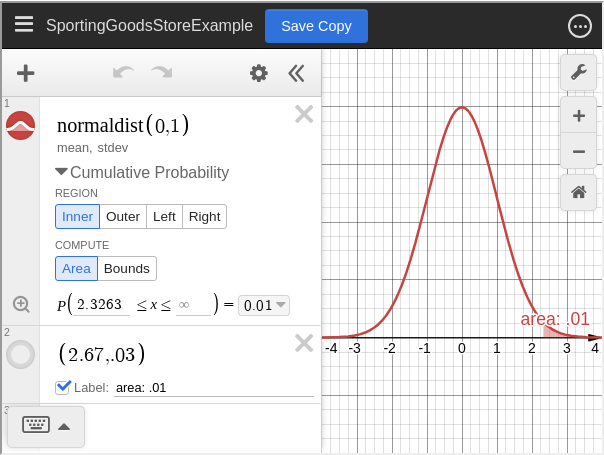 SportingGoodsStoreExample Save Copy
1
normaldist(0,1)
mean, stdev
Cumulative Probability
REGION
Inner Outer Left Right
COMPUTE
Area Bounds
P(2.3263 ≤ x ≤ ∞) = 0.01
2
(2.67,.03)
Label: area: .01
3
area: .01
-4 -3 -2 -1 0 1 2 3 4